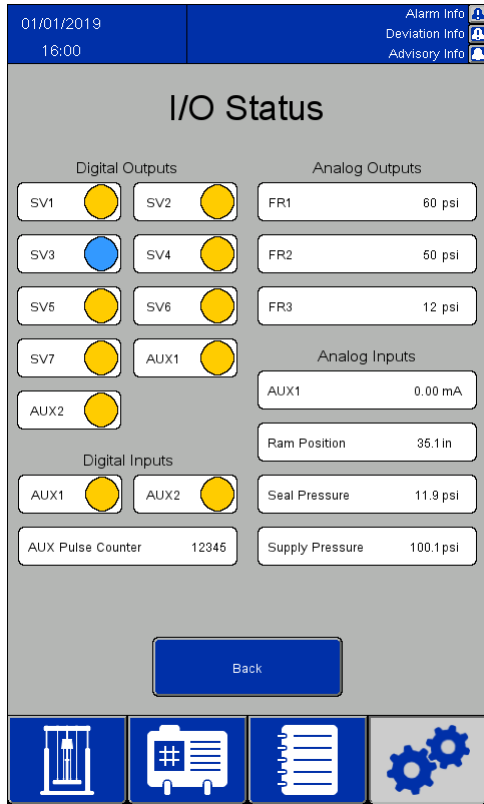 01/01/2019
16:00
Alarm Info
Deviation Info
Advisory Info
I/O Status
Digital Outputs
SV1 SV2
SV3 SV4
SV5 SV6
SV7 AUX1
AUX2
Digital Inputs
AUX1 AUX2
AUX Pulse Counter 12345
Analog Outputs
FR1 60 psi
FR2 50 psi
FR3 12 psi
Analog Inputs
AUX1 0.00 mA
Ram Position 35.1 in
Seal Pressure 11.9 psi
Supply Pressure 100.1 psi
Back
#